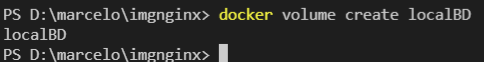 PS D:\marcelo\imgnginx> docker volume create localBD
localBD
PS D:\marcelo\imgnginx>